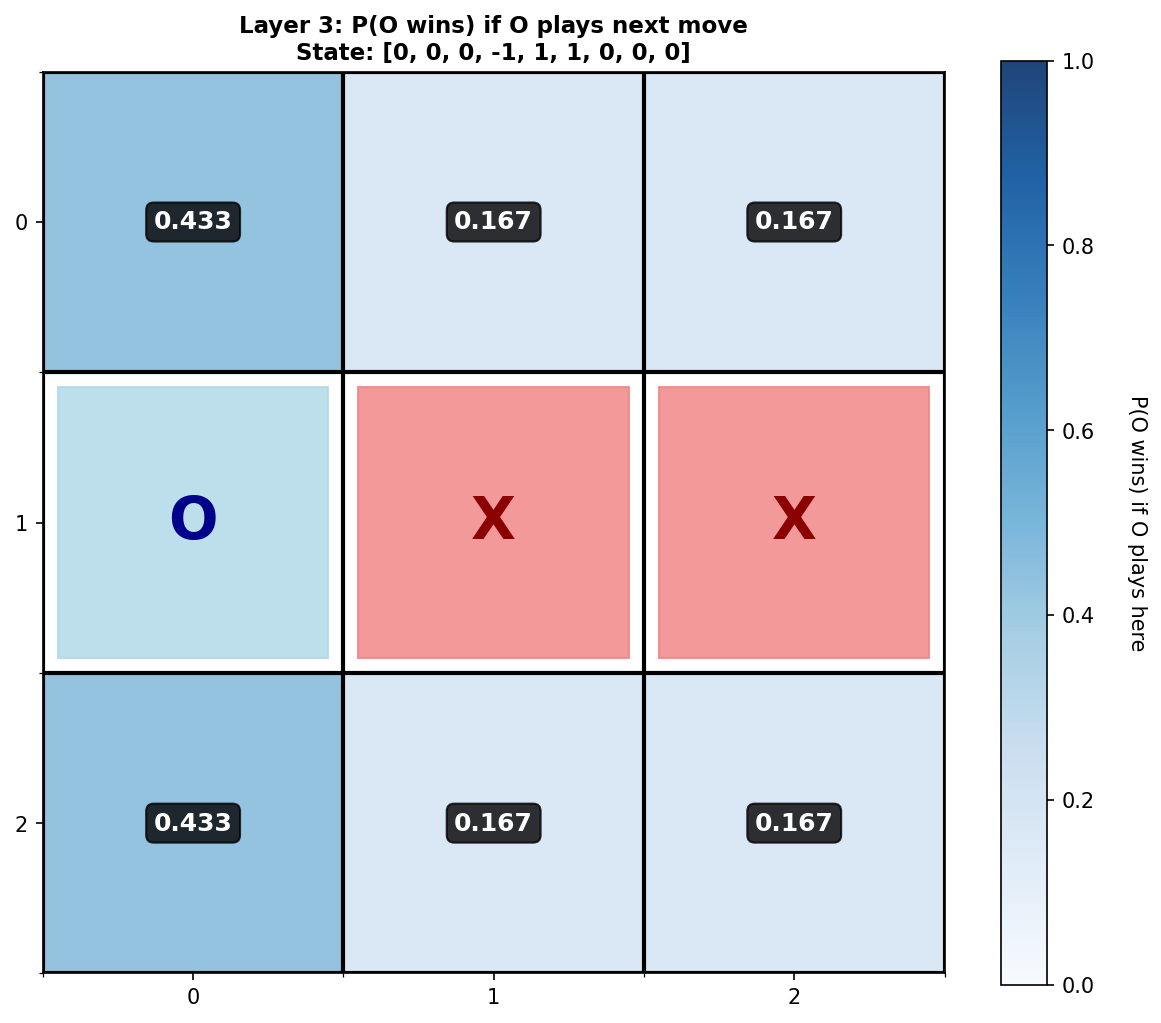 Layer 3: P(O wins) if O plays next move
State: [0, 0, 0, -1, 1, 1, 0, 0, 0]
0.433 0.167 0.167
O X X
0.433 0.167 0.167
0
1
2
0 1 2
1.0
0.8
0.6
0.4
0.2
0.0
P(O wins) if O plays here